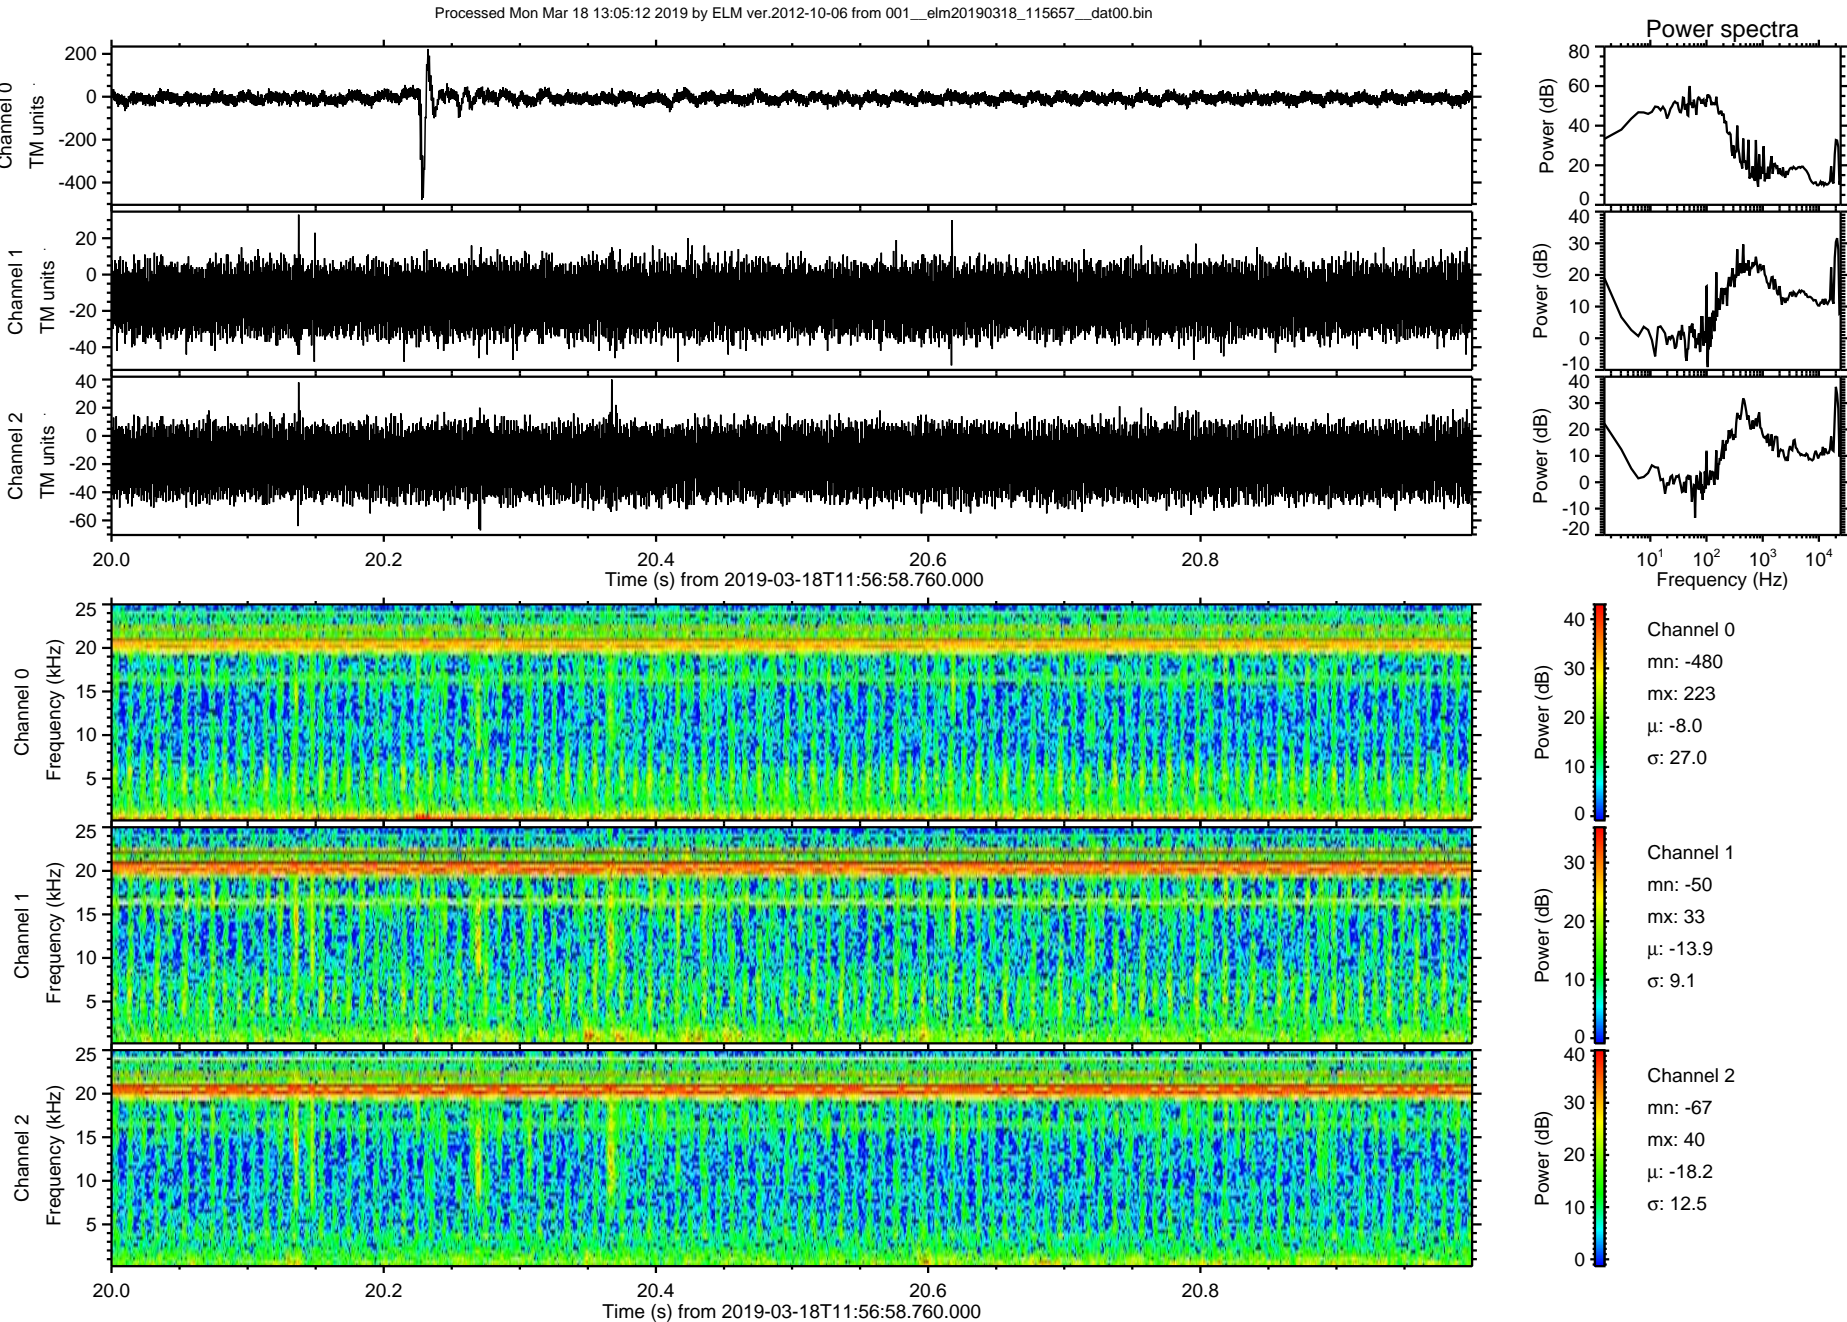 Processed Mon Mar 18 13:05:12 2019 by ELM ver.2012-10-06 from 001__elm20190318_115657__dat00.bin
Power spectra
Channel 0
TM units
200
0
-200
-400
Power (dB)
80
60
40
20
0
Channel 1
TM units
20
0
-20
-40
Power (dB)
40
30
20
10
0
-10
Channel 2
TM units
40
20
0
-20
-40
-60
Power (dB)
40
30
20
10
0
-10
-20
20.0 20.2 20.4 20.6 20.8
Time (s) from 2019-03-18T11:56:58.760.000
10^1 10^2 10^3 10^4
Frequency (Hz)
Channel 0
Frequency (kHz)
25
20
15
10
5
Power (dB)
40
30
20
10
0
Channel 0
mn: -480
mx: 223
μ: -8.0
σ: 27.0
Channel 1
Frequency (kHz)
25
20
15
10
5
Power (dB)
30
20
10
0
Channel 1
mn: -50
mx: 33
μ: -13.9
σ: 9.1
Channel 2
Frequency (kHz)
25
20
15
10
5
Power (dB)
40
30
20
10
0
Channel 2
mn: -67
mx: 40
μ: -18.2
σ: 12.5
20.0 20.2 20.4 20.6 20.8
Time (s) from 2019-03-18T11:56:58.760.000